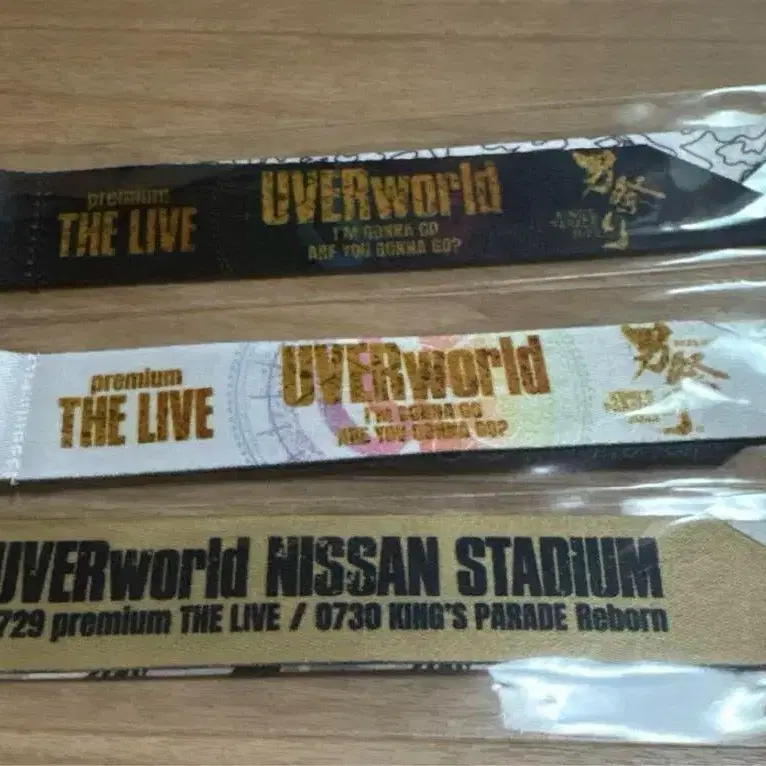 premium
THE LIVE
UVERworld
I'M GONNA GO
ARE YOU GONNA GO?
男祭り
premium
THE LIVE
UVERworld
I'M GONNA GO
ARE YOU GONNA GO?
男祭り
UVERworld NISSAN STADIUM
729 premium THE LIVE / 0730 KING'S PARADE Reborn